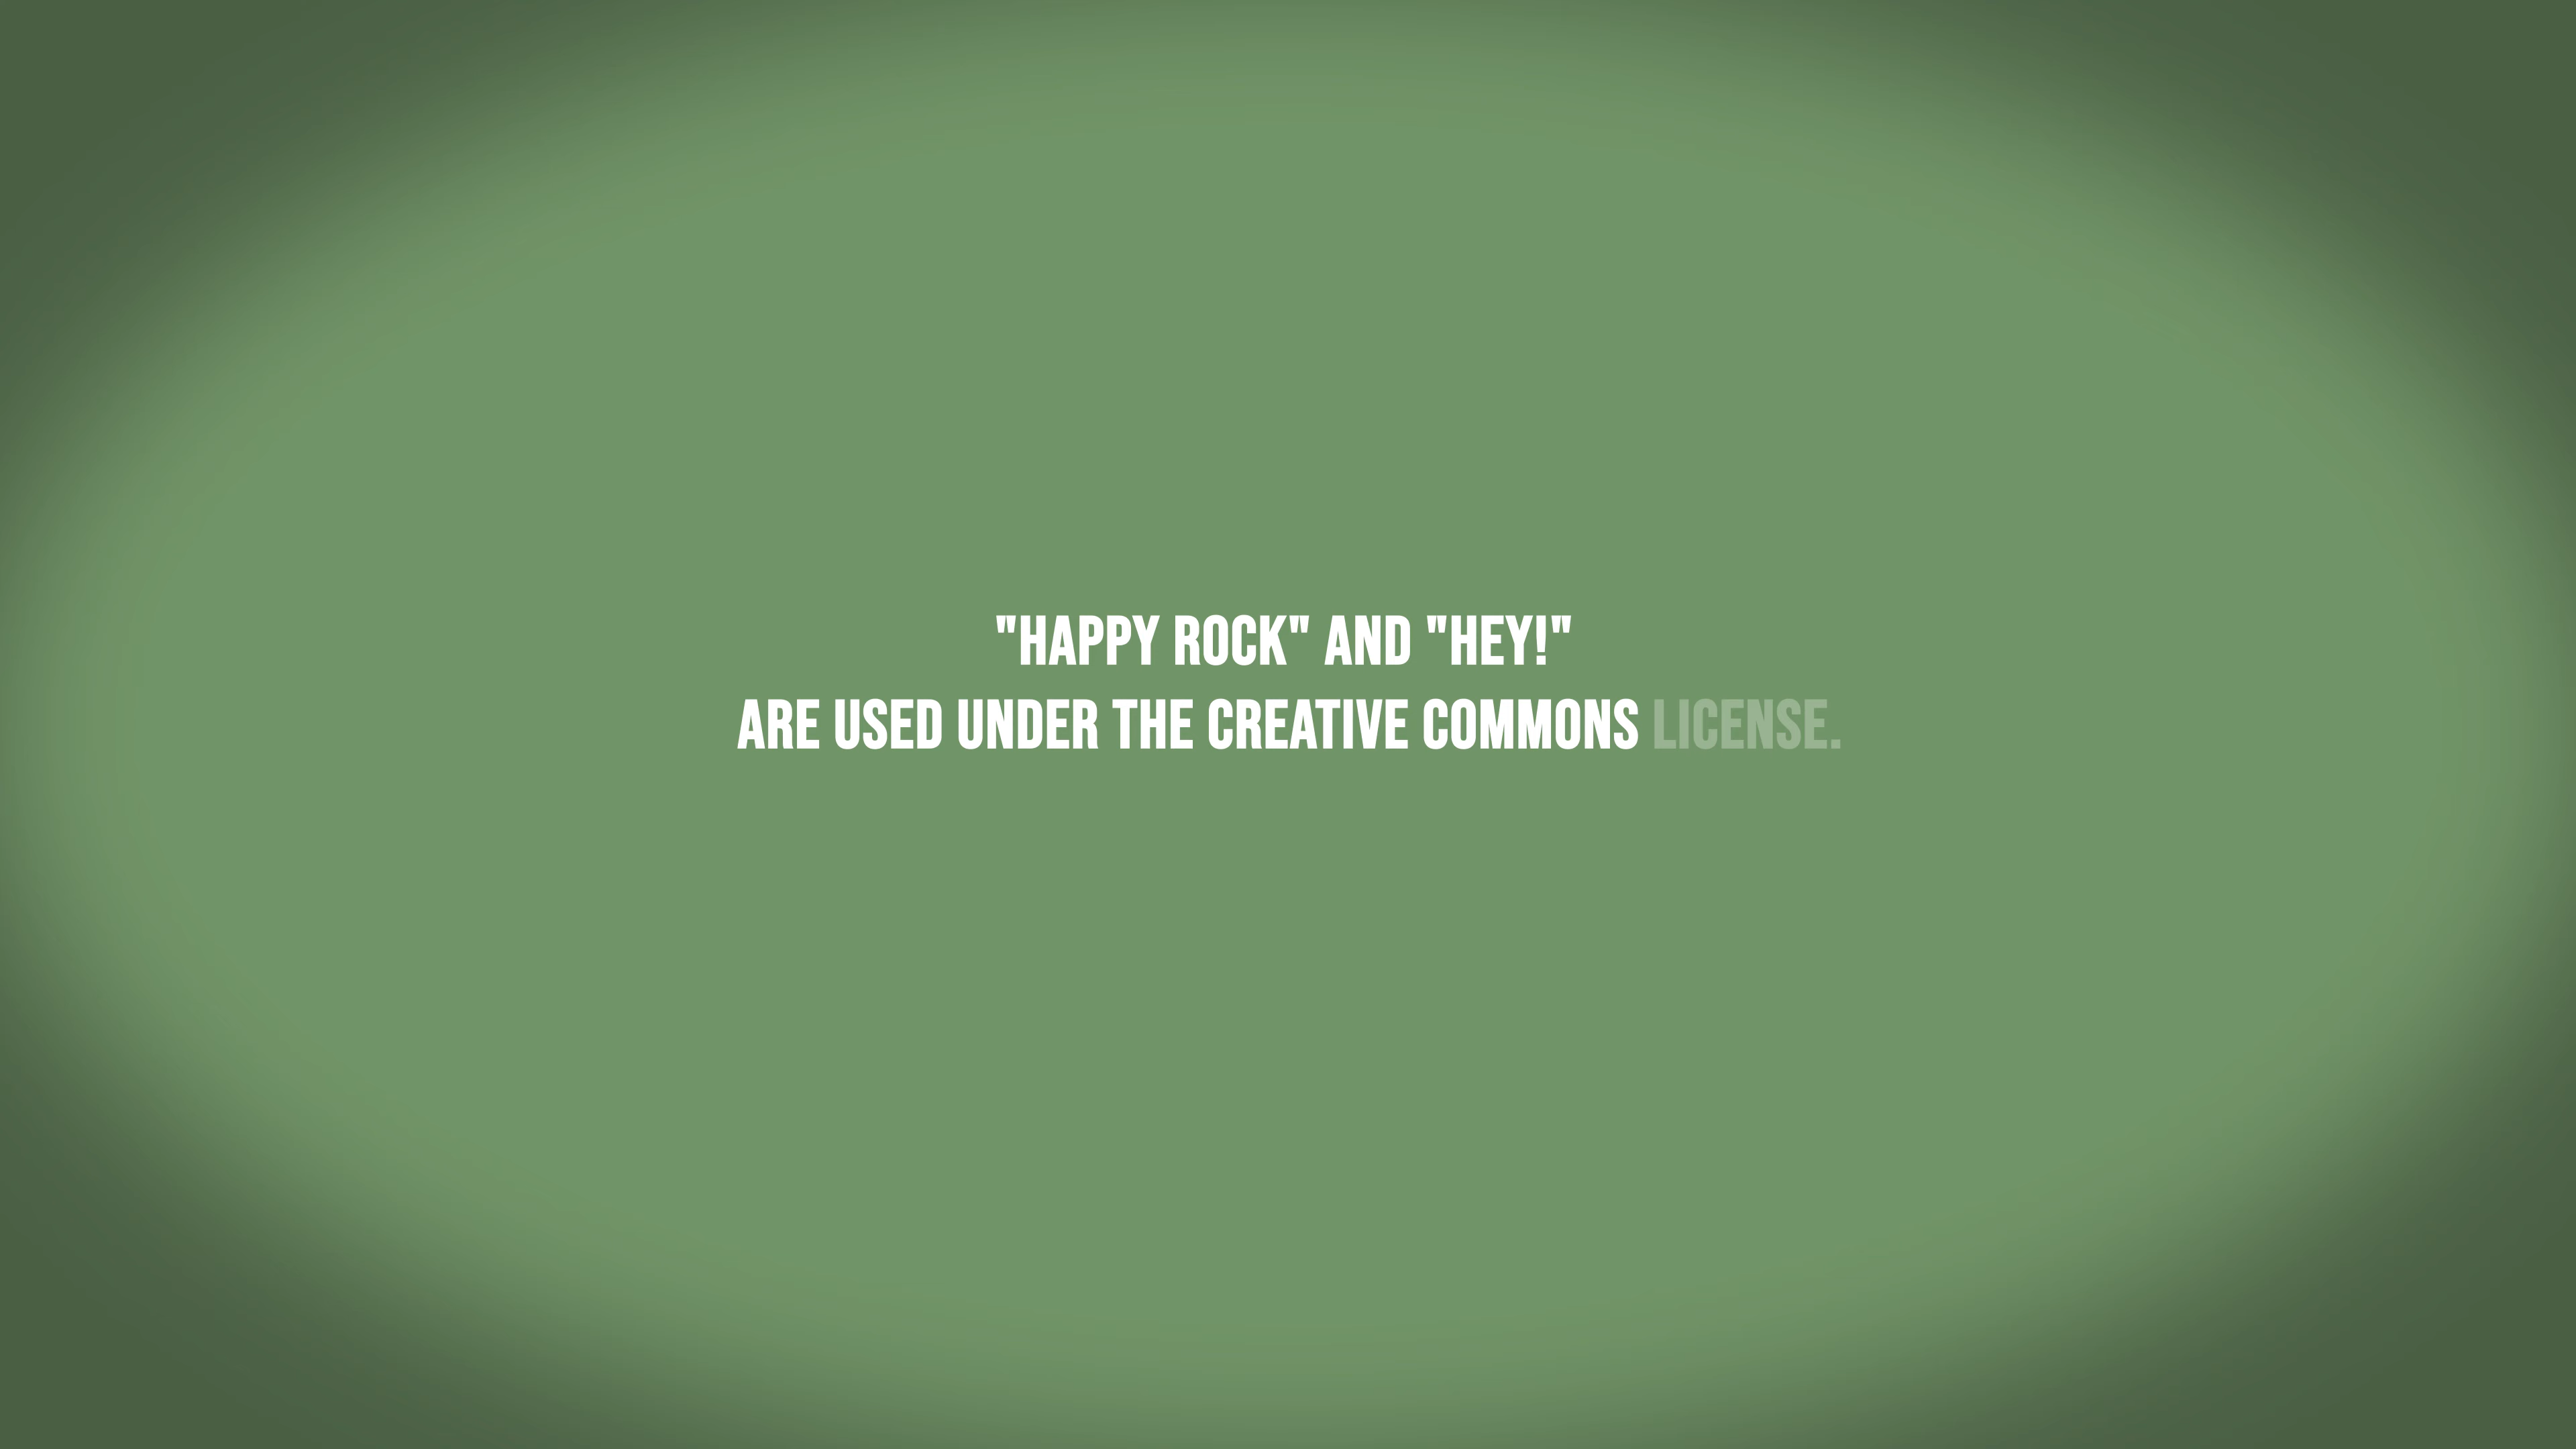 "HAPPY ROCK" AND "HEY!"
ARE USED UNDER THE CREATIVE COMMONS LICENSE.